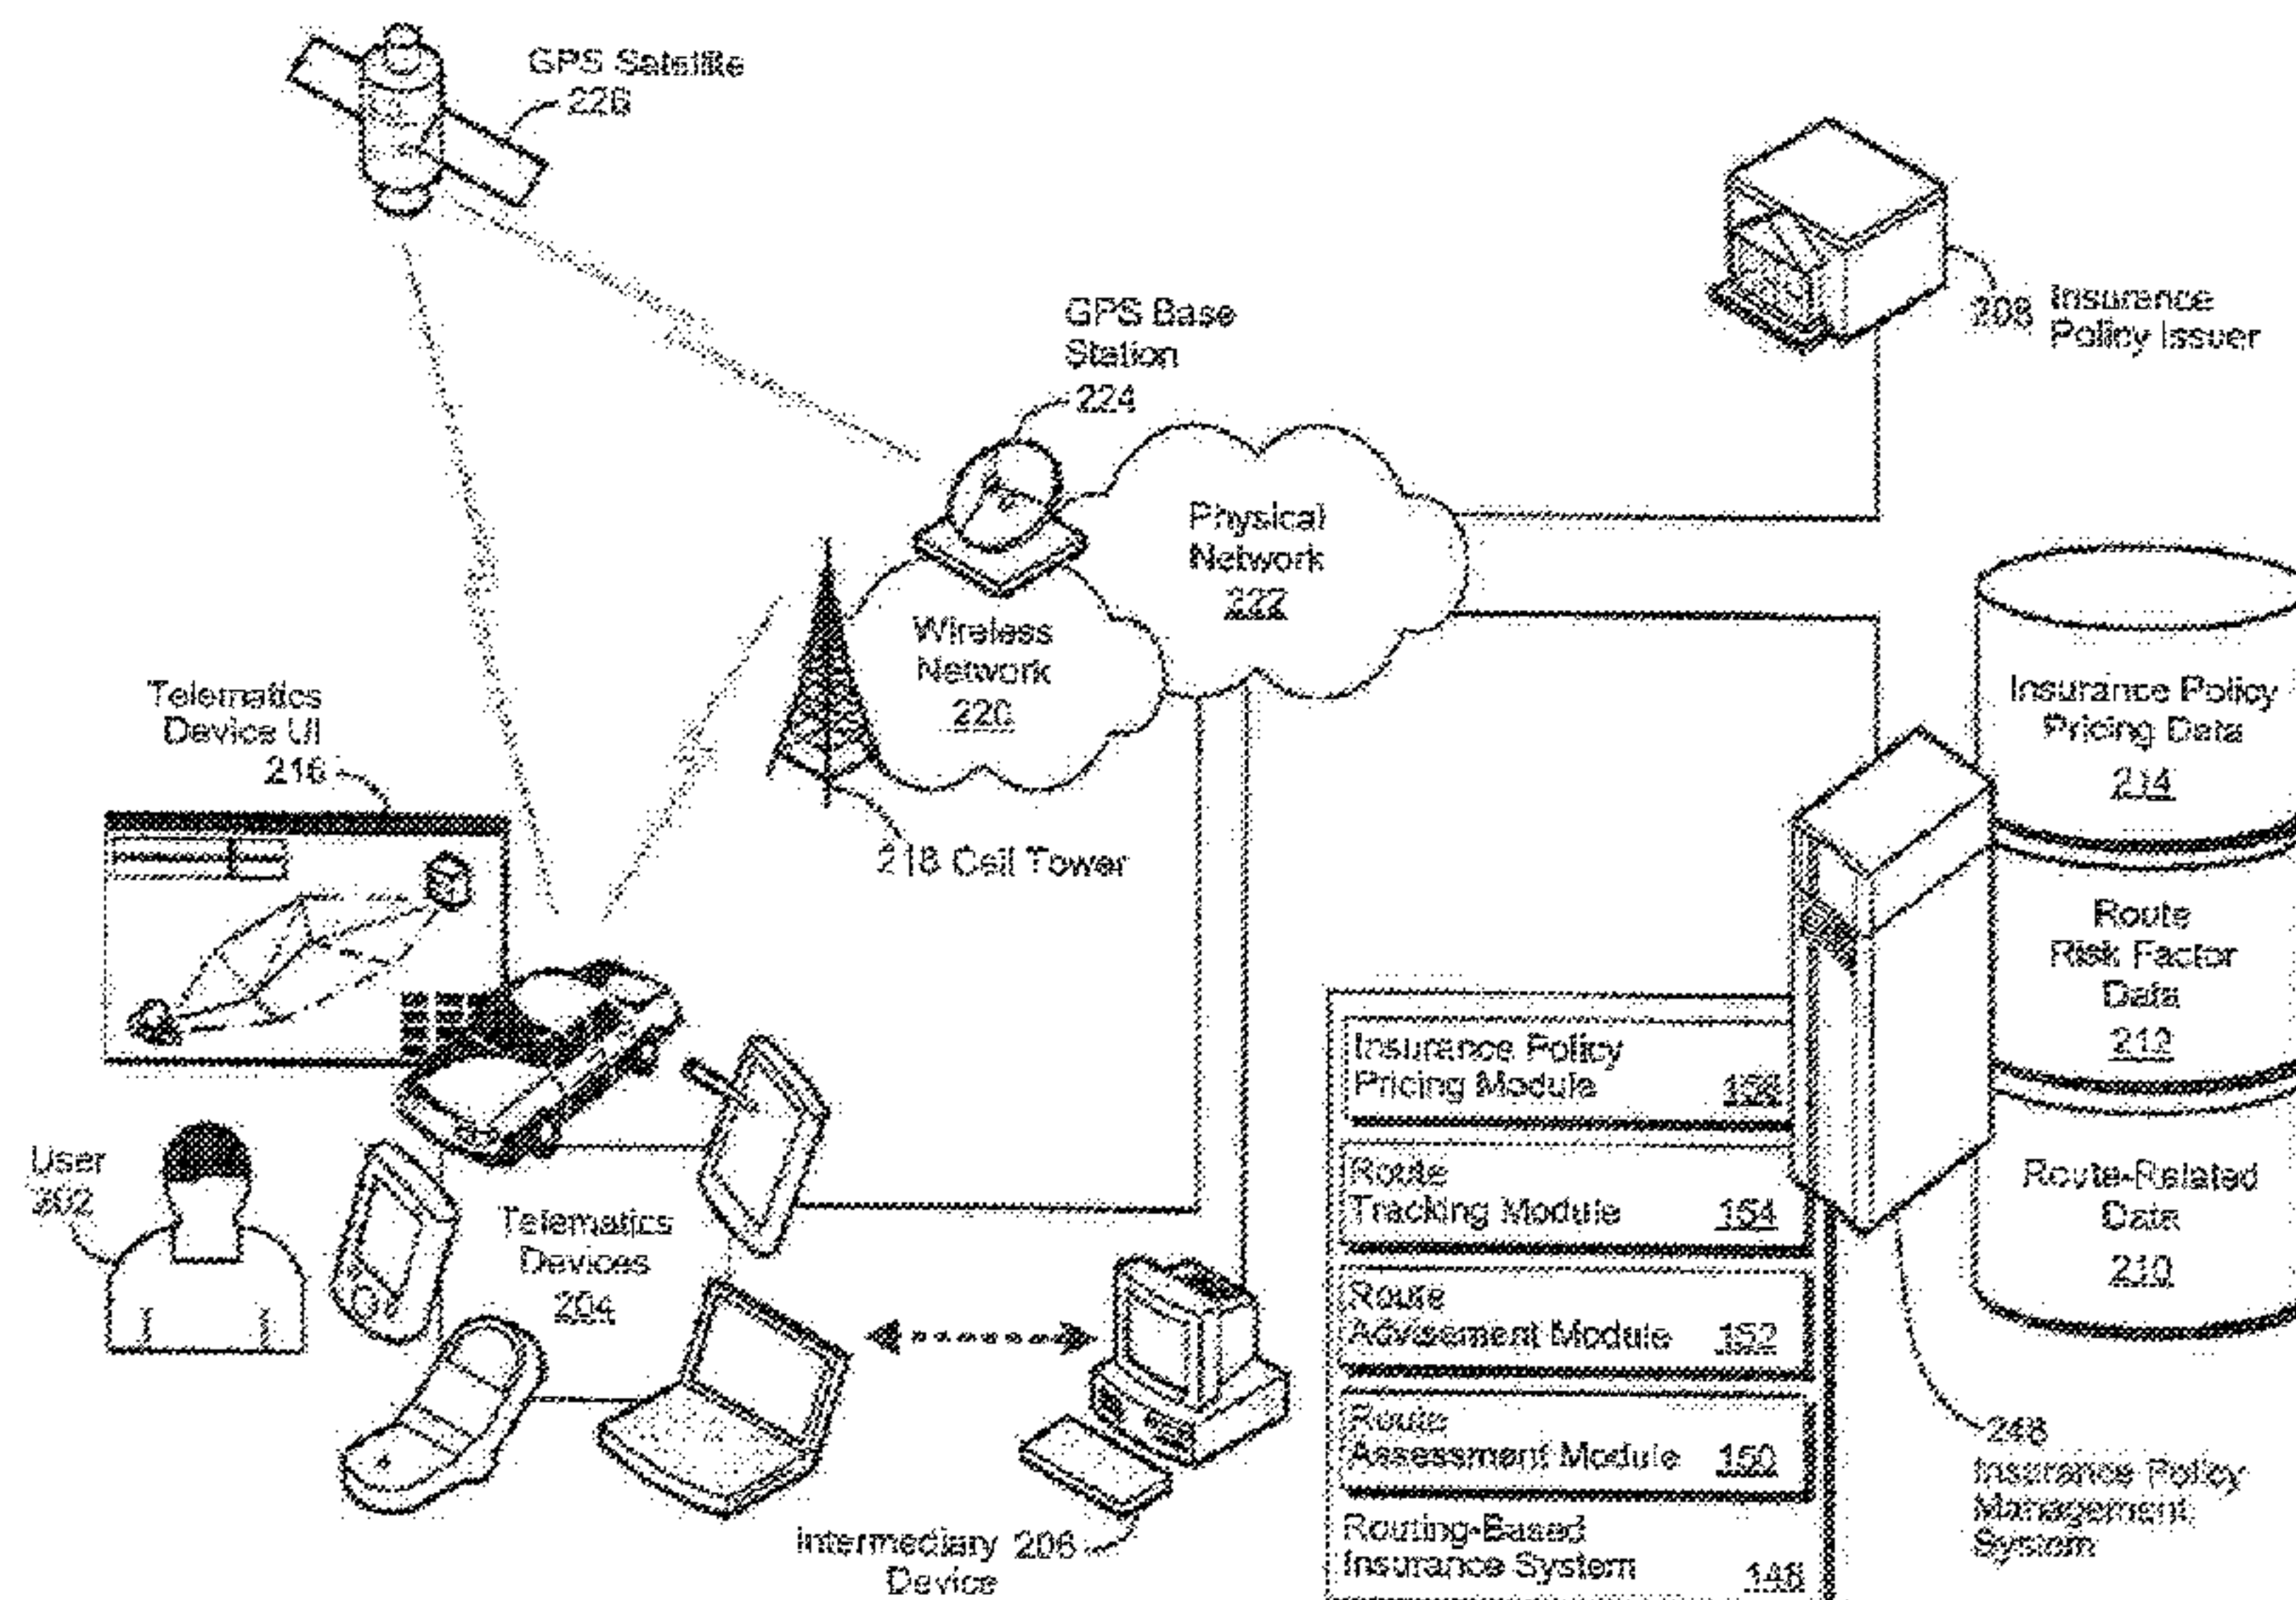 GPS Satellite
226
GPS Base
Station
224
208 Insurance
Policy Issuer
Physical
Network
222
Wireless
Network
220
Telematics
Device UI
216
218 Cell Tower
Insurance Policy
Pricing Data
214
Route
Risk Factor
Data
212
Route-Related
Data
210
Insurance Policy
Pricing Module
Route
Tracking Module 154
Route
Advisement Module 152
Route
Assessment Module 150
Routing-Based
Insurance System
User
Telematics
Devices
204
Intermediary 206
Device
Insurance Policy
Management
System